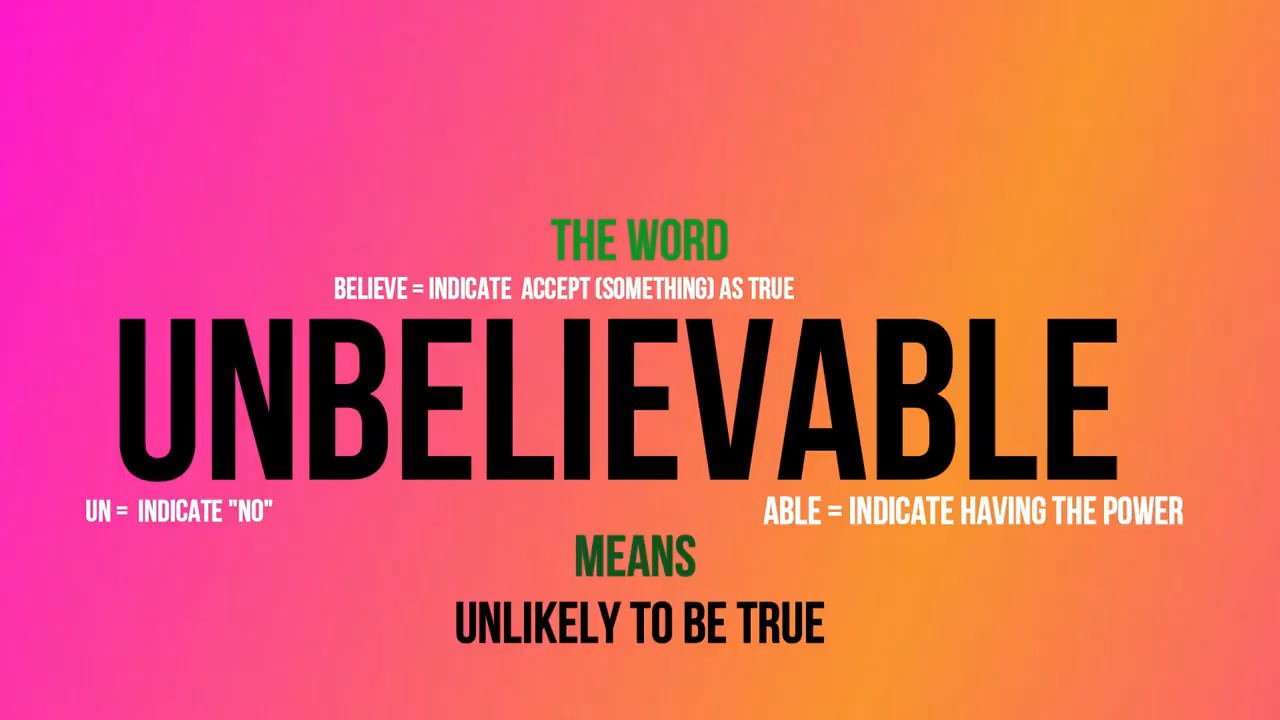 THE WORD
BELIEVE = INDICATE ACCEPT (SOMETHING) AS TRUE
UNBELIEVABLE
UN = INDICATE "NO"
ABLE = INDICATE HAVING THE POWER
MEANS
UNLIKELY TO BE TRUE